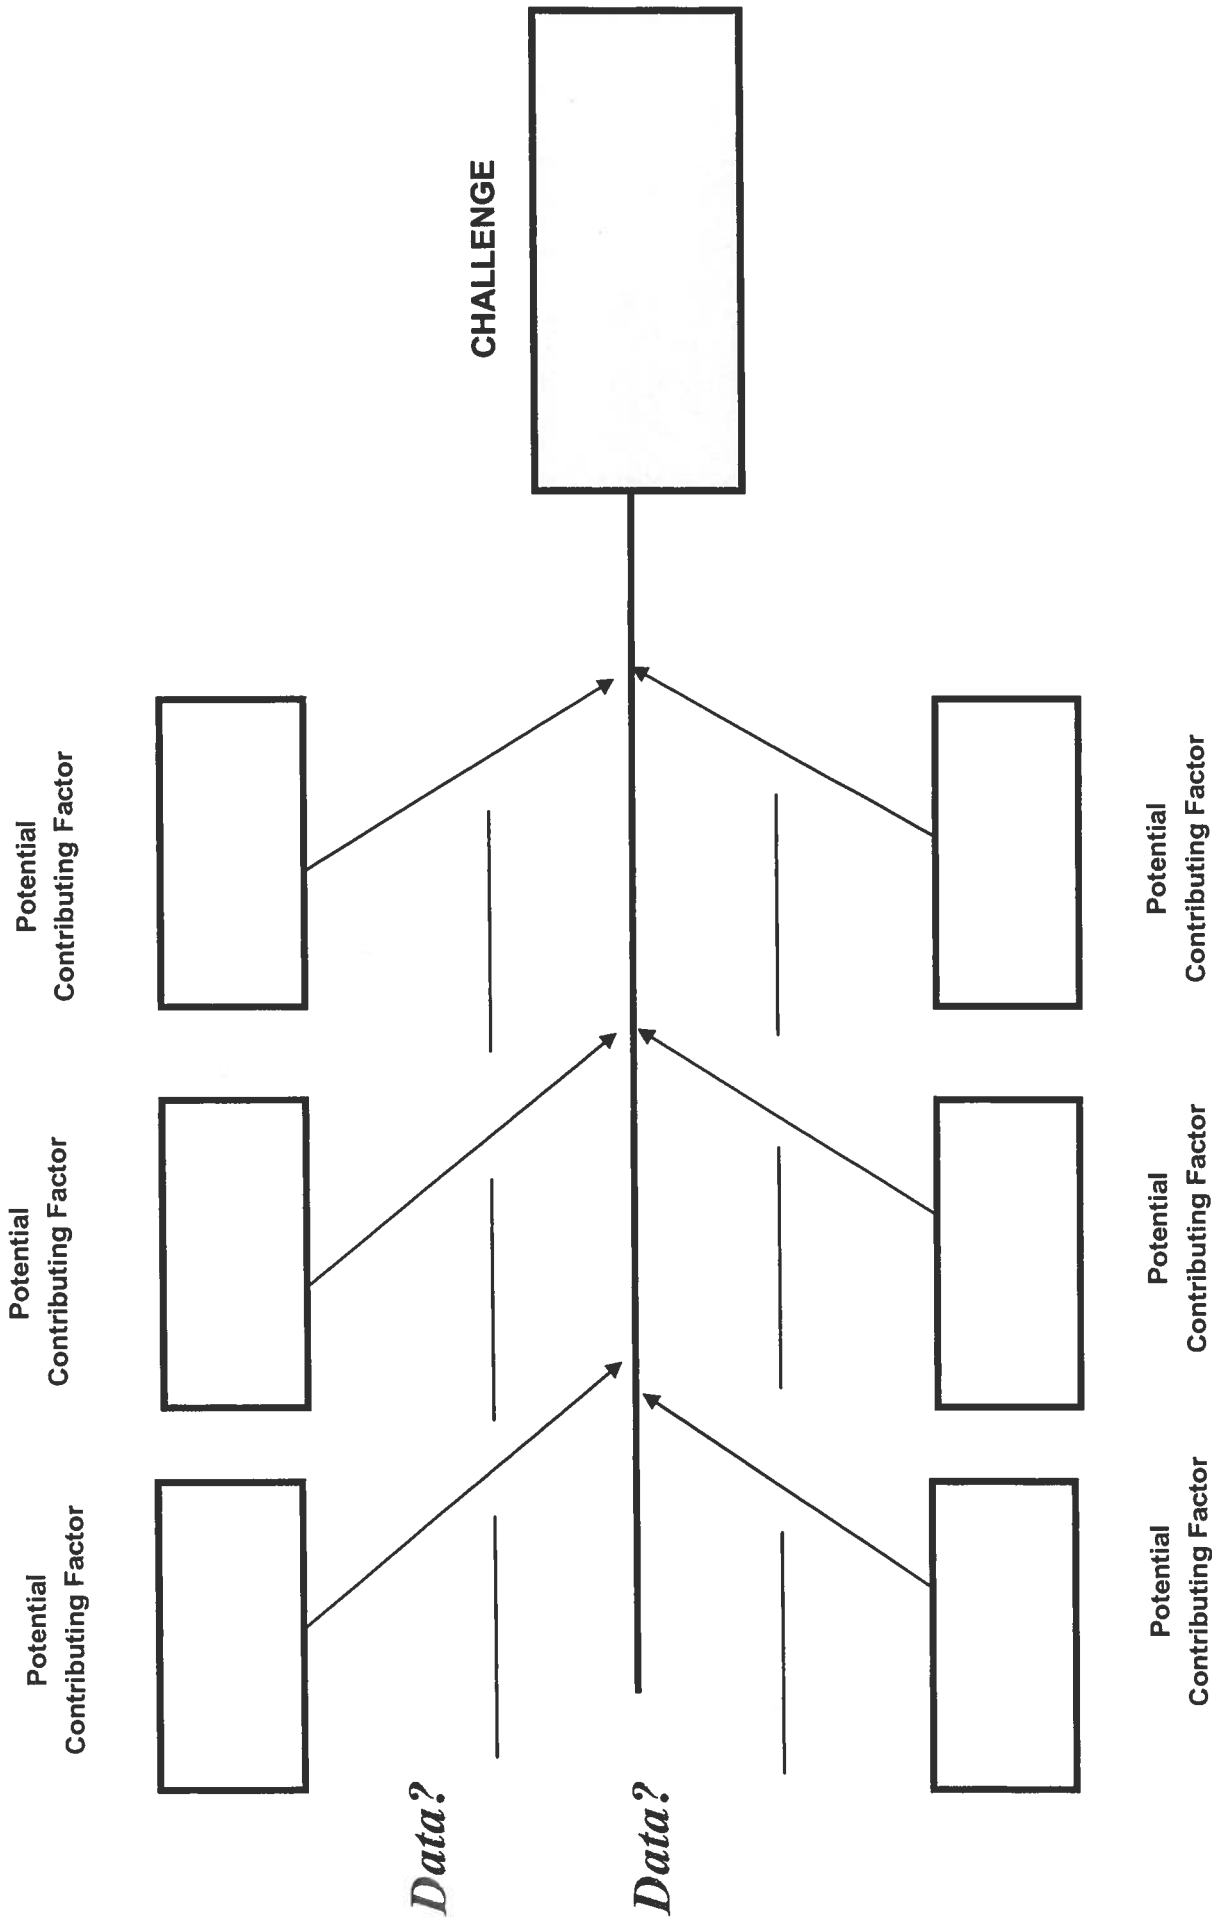 Potential
Contributing Factor
Potential
Contributing Factor
Potential
Contributing Factor
CHALLENGE
Data?
Data?
Potential
Contributing Factor
Potential
Contributing Factor
Potential
Contributing Factor